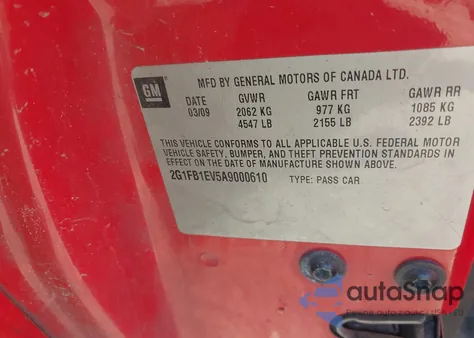 GM
MFD BY GENERAL MOTORS OF CANADA LTD.
DATE GVWR GAWR FRT GAWR RR
03/09 2062 KG 977 KG 1085 KG
4547 LB 2155 LB 2392 LB
THIS VEHICLE CONFORMS TO ALL APPLICABLE U.S. FEDERAL MOTOR
VEHICLE SAFETY, BUMPER, AND THEFT PREVENTION STANDARDS IN
EFFECT ON THE DATE OF MANUFACTURE SHOWN ABOVE.
2G1FB1EV5A9000610 TYPE: PASS CAR
autoSnap